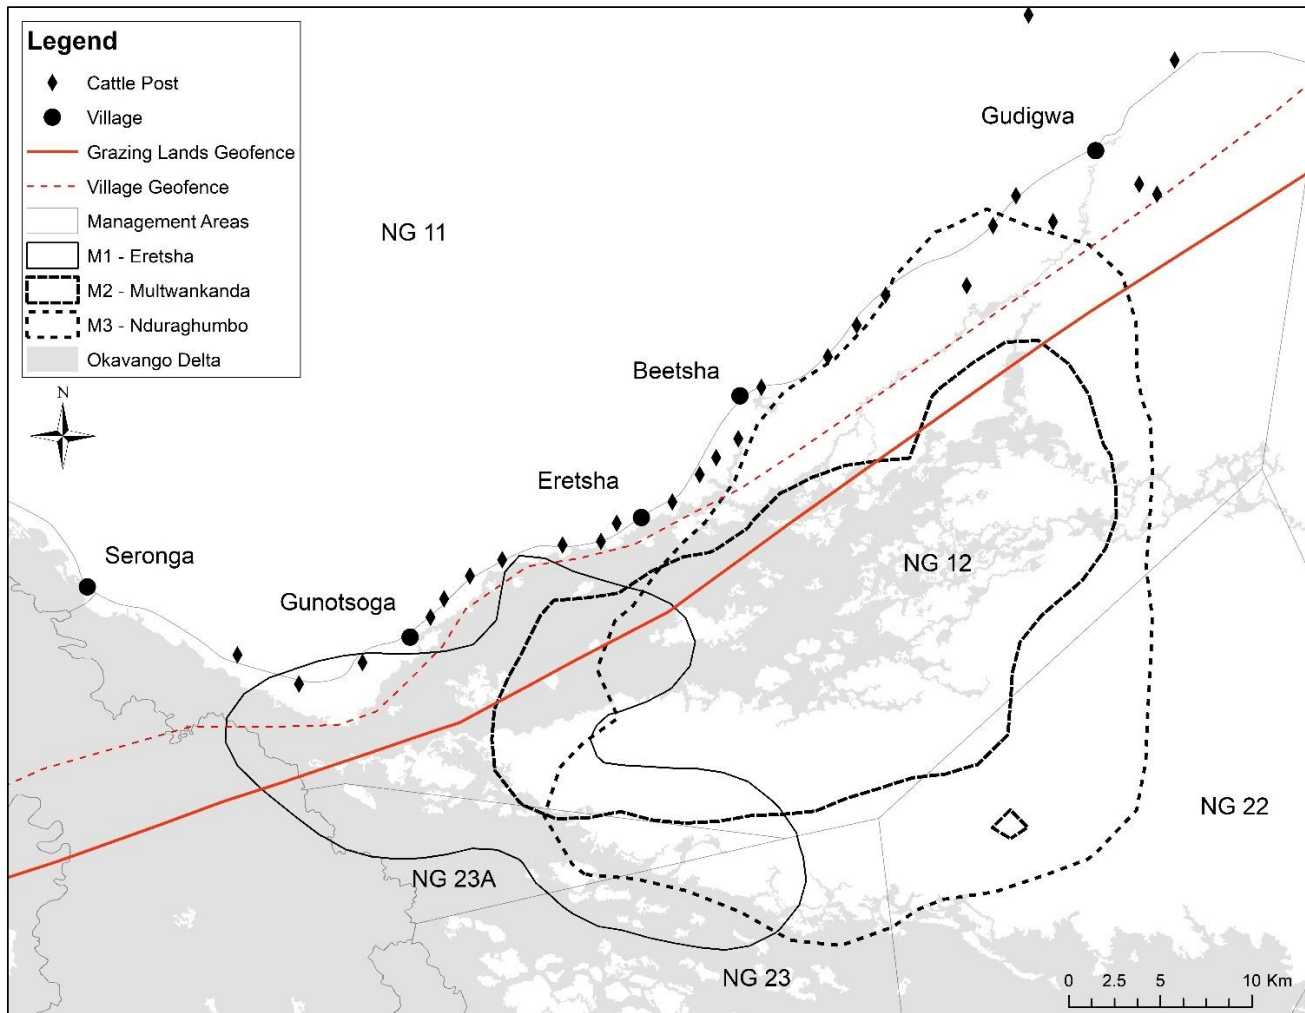 Legend
Cattle Post
Village
Grazing Lands Geofence
Village Geofence
Management Areas
M1 - Eretsha
M2 - Multwankanda
M3 - Nduraghumbo
Okavango Delta
N
Gudigwa
NG 11
Beetsha
Eretsha
Seronga
NG 12
Gunotsoga
NG 22
NG 23A
NG 23
0 2.5 5 10 Km